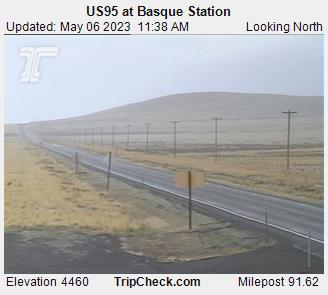 US95 at Basque Station
Updated: May 06 2023 11:38 AM Looking North
Elevation 4460 TripCheck.com Milepost 91.62